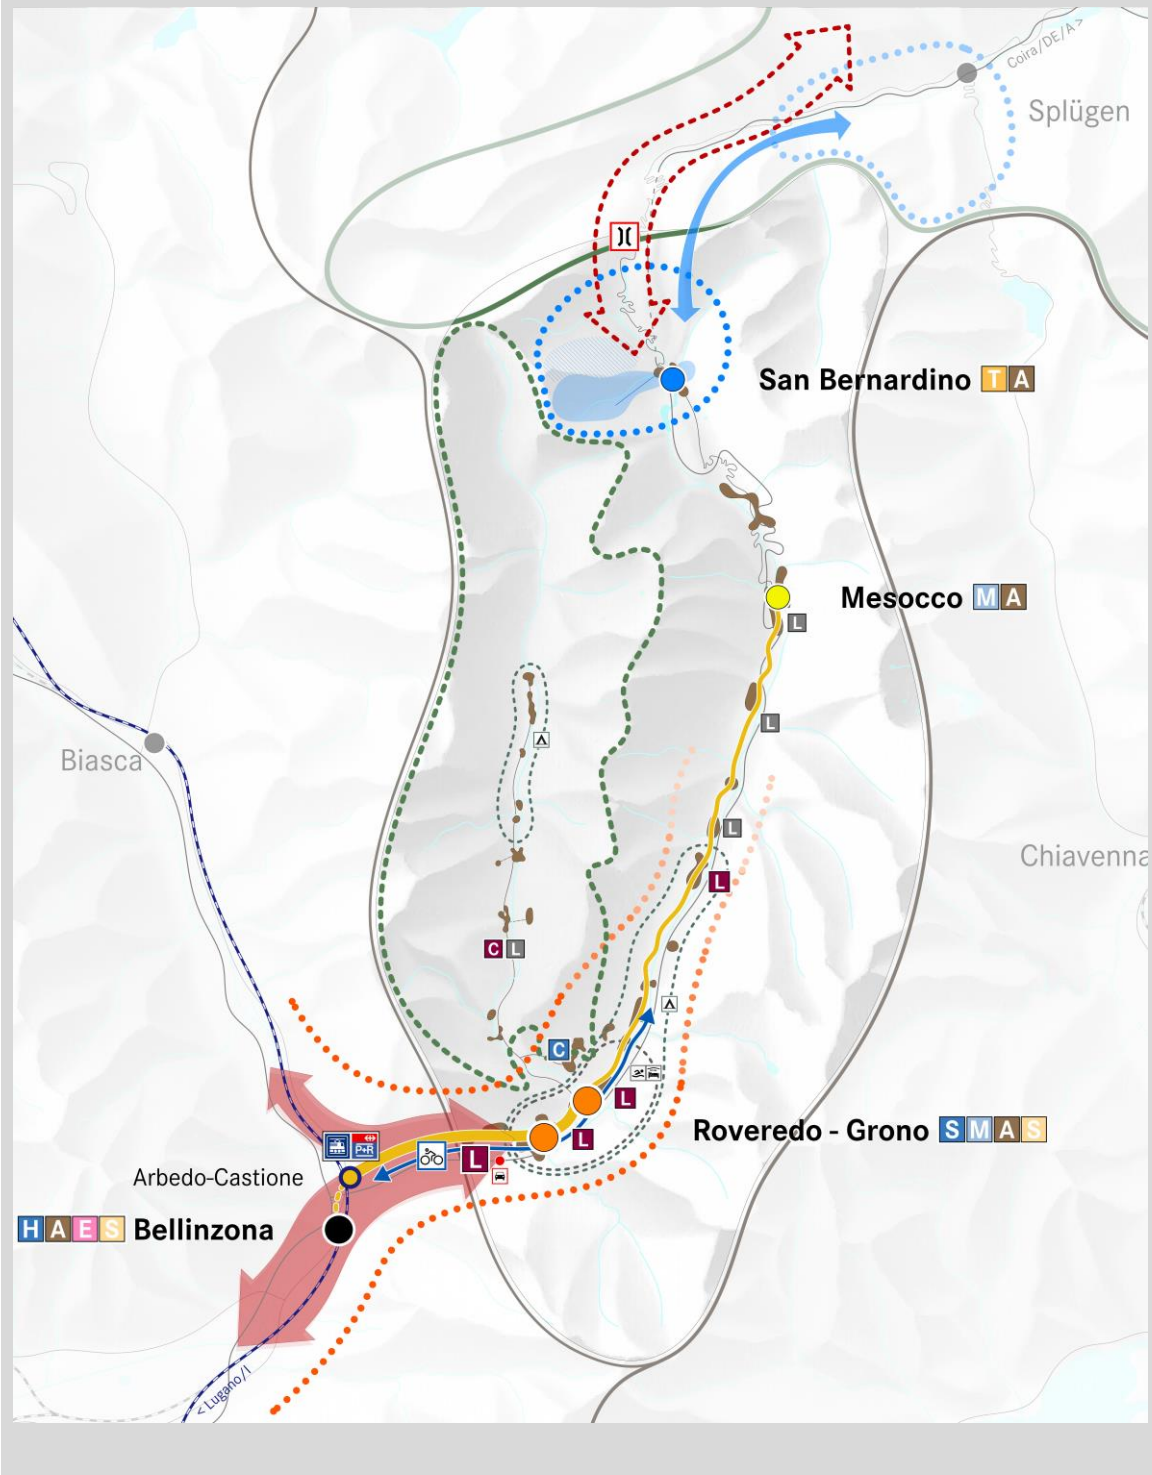 Coira/DE/A >
Splügen
San Bernardino T A
Mesocco M A
L
L
Biasca
L
Chiavenna
L
C L
C
L
Roveredo - Grono S M A S
L
P+R
L
Arbedo-Castione
H A E S Bellinzona
< Lugano/I